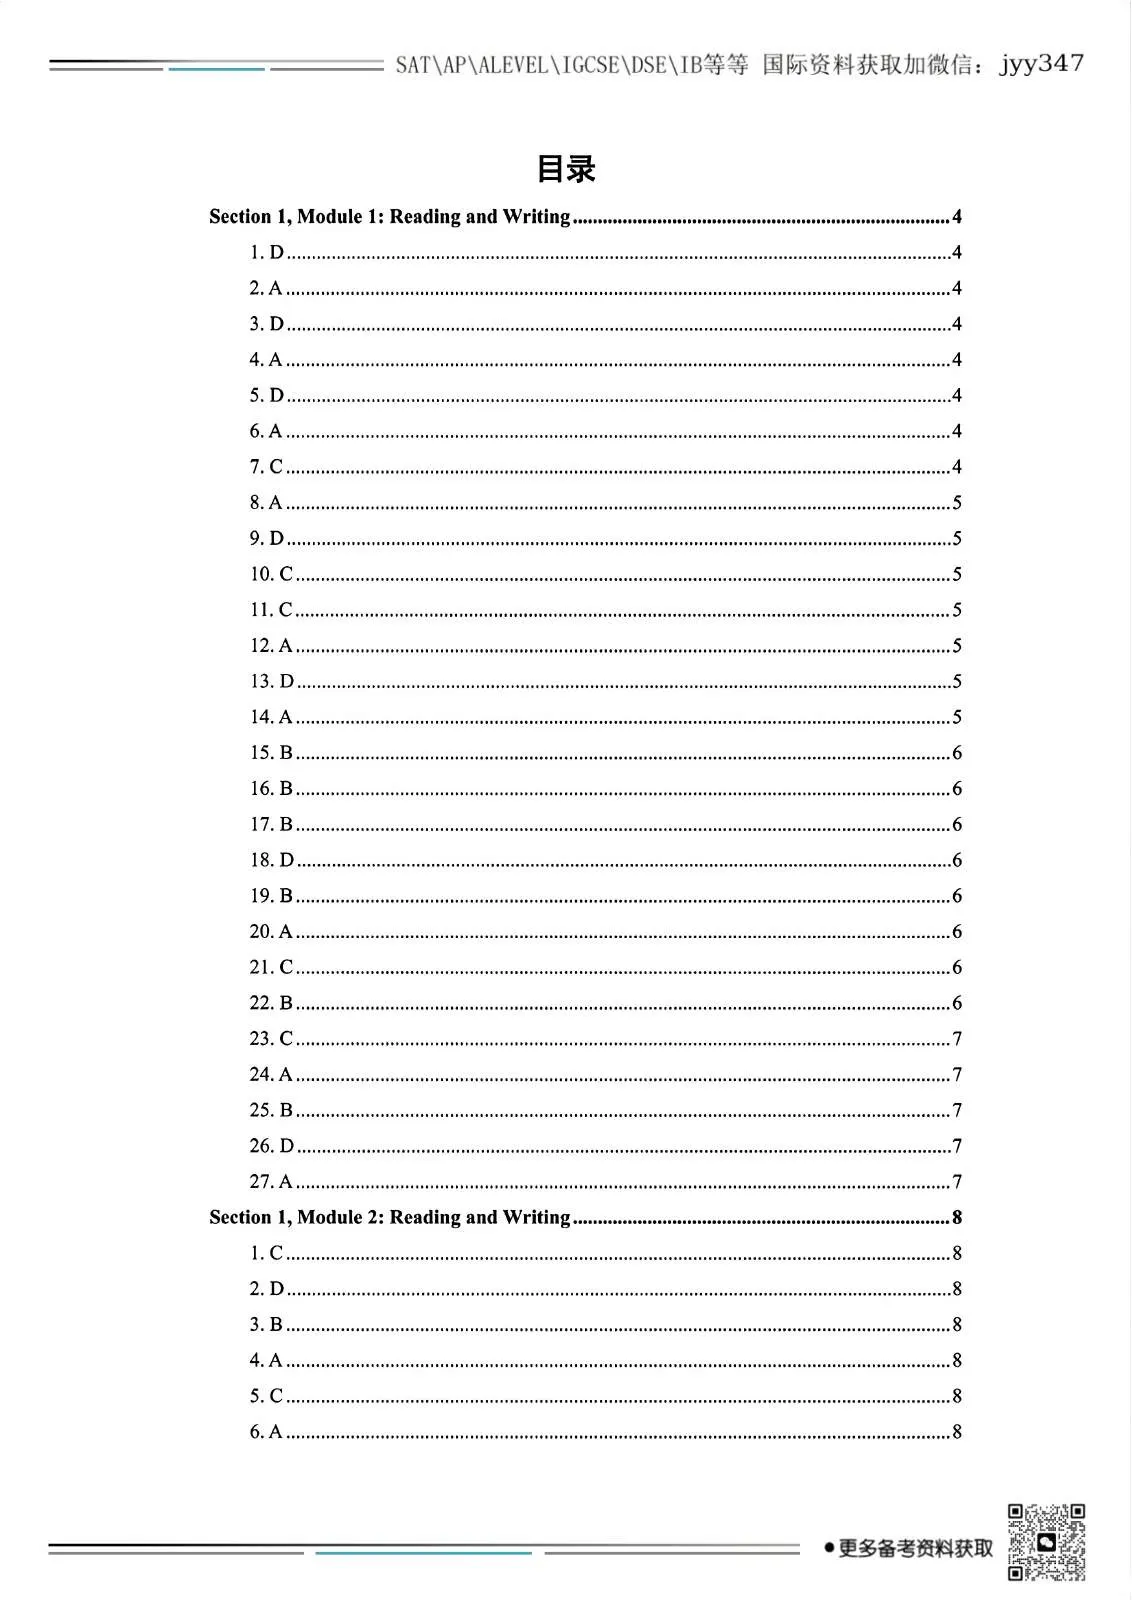 SAT\AP\ALEVEL\IGCSE\DSE\IB等等 国际资料获取加微信： jyy347
目录
Section 1, Module 1: Reading and Writing 4
1. D 4
2. A 4
3. D 4
4. A 4
5. D 4
6. A 4
7. C 4
8. A 5
9. D 5
10. C 5
11. C 5
12. A 5
13. D 5
14. A 5
15. B 6
16. B 6
17. B 6
18. D 6
19. B 6
20. A 6
21. C 6
22. B 6
23. C 7
24. A 7
25. B 7
26. D 7
27. A 7
Section 1, Module 2: Reading and Writing 8
1. C 8
2. D 8
3. B 8
4. A 8
5. C 8
6. A 8
●更多备考资料获取